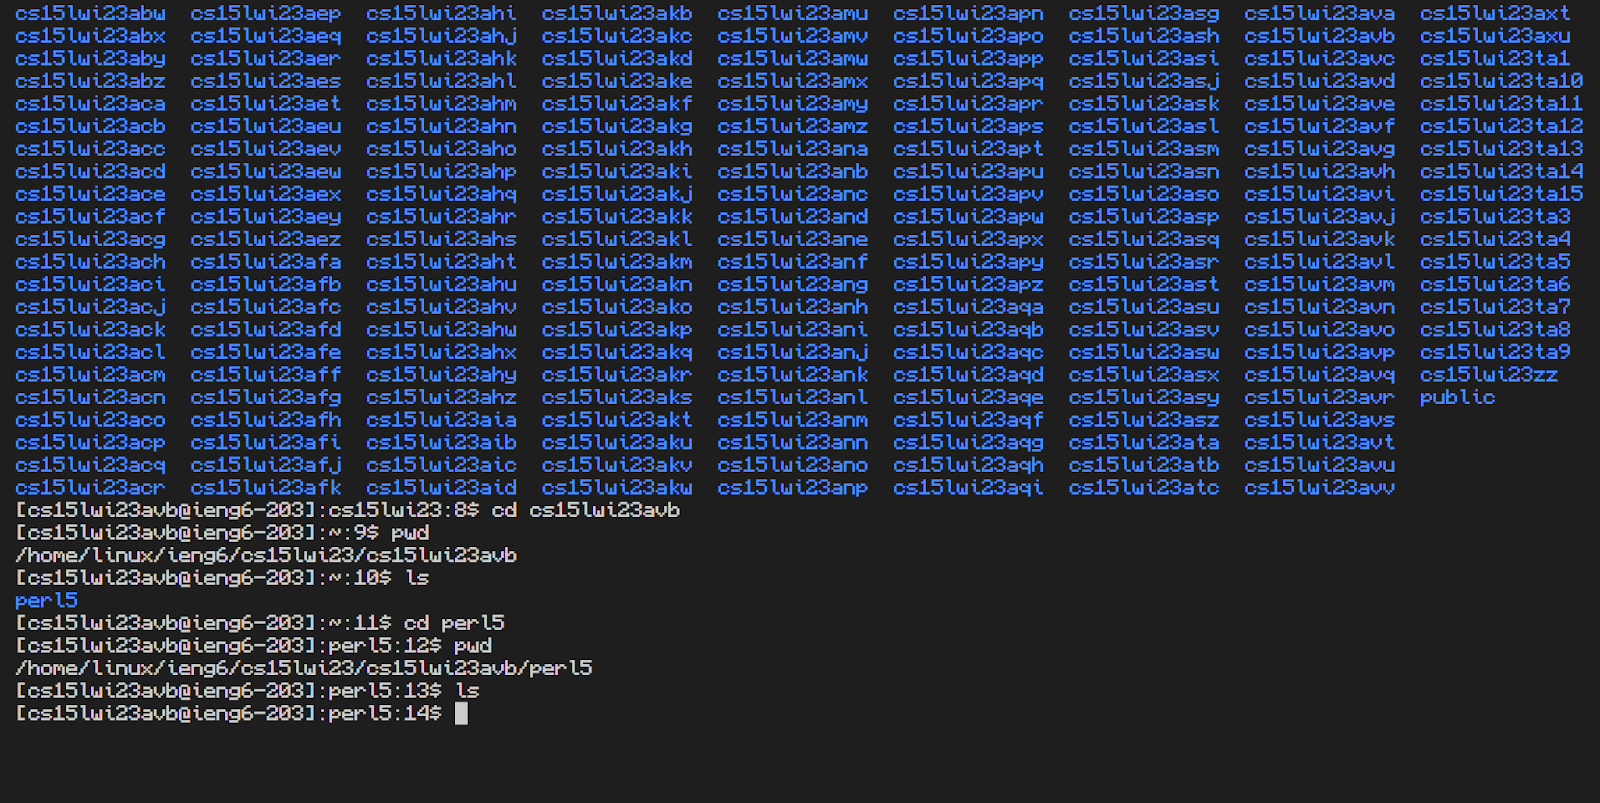 cs15lwi23abw cs15lwi23aep cs15lwi23ahi cs15lwi23akb cs15lwi23amu cs15lwi23apn cs15lwi23asg cs15lwi23ava cs15lwi23axt
cs15lwi23abx cs15lwi23aeq cs15lwi23ahj cs15lwi23akc cs15lwi23amv cs15lwi23apo cs15lwi23ash cs15lwi23avb cs15lwi23axu
cs15lwi23aby cs15lwi23aer cs15lwi23ahk cs15lwi23akd cs15lwi23amw cs15lwi23app cs15lwi23asi cs15lwi23avc cs15lwi23ta1
cs15lwi23abz cs15lwi23aes cs15lwi23ahl cs15lwi23ake cs15lwi23amx cs15lwi23apq cs15lwi23asj cs15lwi23avd cs15lwi23ta10
cs15lwi23aca cs15lwi23aet cs15lwi23ahm cs15lwi23akf cs15lwi23amy cs15lwi23apr cs15lwi23ask cs15lwi23ave cs15lwi23ta11
cs15lwi23acb cs15lwi23aeu cs15lwi23ahn cs15lwi23akg cs15lwi23amz cs15lwi23aps cs15lwi23asl cs15lwi23avf cs15lwi23ta12
cs15lwi23acc cs15lwi23aev cs15lwi23aho cs15lwi23akh cs15lwi23ana cs15lwi23apt cs15lwi23asm cs15lwi23avg cs15lwi23ta13
cs15lwi23acd cs15lwi23aew cs15lwi23ahp cs15lwi23aki cs15lwi23anb cs15lwi23apu cs15lwi23asn cs15lwi23avh cs15lwi23ta14
cs15lwi23ace cs15lwi23aex cs15lwi23ahq cs15lwi23akj cs15lwi23anc cs15lwi23apv cs15lwi23aso cs15lwi23avi cs15lwi23ta15
cs15lwi23acf cs15lwi23aey cs15lwi23ahr cs15lwi23akk cs15lwi23and cs15lwi23apw cs15lwi23asp cs15lwi23avj cs15lwi23ta3
cs15lwi23acg cs15lwi23aez cs15lwi23ahs cs15lwi23akl cs15lwi23ane cs15lwi23apx cs15lwi23asq cs15lwi23avk cs15lwi23ta4
cs15lwi23ach cs15lwi23afa cs15lwi23aht cs15lwi23akm cs15lwi23anf cs15lwi23apy cs15lwi23asr cs15lwi23avl cs15lwi23ta5
cs15lwi23aci cs15lwi23afb cs15lwi23ahu cs15lwi23akn cs15lwi23ang cs15lwi23apz cs15lwi23ast cs15lwi23avm cs15lwi23ta6
cs15lwi23acj cs15lwi23afc cs15lwi23ahv cs15lwi23ako cs15lwi23anh cs15lwi23aqa cs15lwi23asu cs15lwi23avn cs15lwi23ta7
cs15lwi23ack cs15lwi23afd cs15lwi23ahw cs15lwi23akp cs15lwi23ani cs15lwi23aqb cs15lwi23asv cs15lwi23avo cs15lwi23ta8
cs15lwi23acl cs15lwi23afe cs15lwi23ahx cs15lwi23akq cs15lwi23anj cs15lwi23aqc cs15lwi23asw cs15lwi23avp cs15lwi23ta9
cs15lwi23acm cs15lwi23aff cs15lwi23ahy cs15lwi23akr cs15lwi23ank cs15lwi23aqd cs15lwi23asx cs15lwi23avq cs15lwi23zz
cs15lwi23acn cs15lwi23afg cs15lwi23ahz cs15lwi23aks cs15lwi23anl cs15lwi23aqe cs15lwi23asy cs15lwi23avr public
cs15lwi23aco cs15lwi23afh cs15lwi23aia cs15lwi23akt cs15lwi23anm cs15lwi23aqf cs15lwi23asz cs15lwi23avs
cs15lwi23acp cs15lwi23afi cs15lwi23aib cs15lwi23aku cs15lwi23ann cs15lwi23aqg cs15lwi23ata cs15lwi23avt
cs15lwi23acq cs15lwi23afj cs15lwi23aic cs15lwi23akv cs15lwi23ano cs15lwi23aqh cs15lwi23atb cs15lwi23avu
cs15lwi23acr cs15lwi23afk cs15lwi23aid cs15lwi23akw cs15lwi23anp cs15lwi23aqi cs15lwi23atc cs15lwi23avv
[cs15lwi23avb@ieng6-203]:cs15lwi23:8$ cd cs15lwi23avb
[cs15lwi23avb@ieng6-203]:~:9$ pwd
/home/linux/ieng6/cs15lwi23/cs15lwi23avb
[cs15lwi23avb@ieng6-203]:~:10$ ls
perl5
[cs15lwi23avb@ieng6-203]:~:11$ cd perl5
[cs15lwi23avb@ieng6-203]:perl5:12$ pwd
/home/linux/ieng6/cs15lwi23/cs15lwi23avb/perl5
[cs15lwi23avb@ieng6-203]:perl5:13$ ls
[cs15lwi23avb@ieng6-203]:perl5:14$